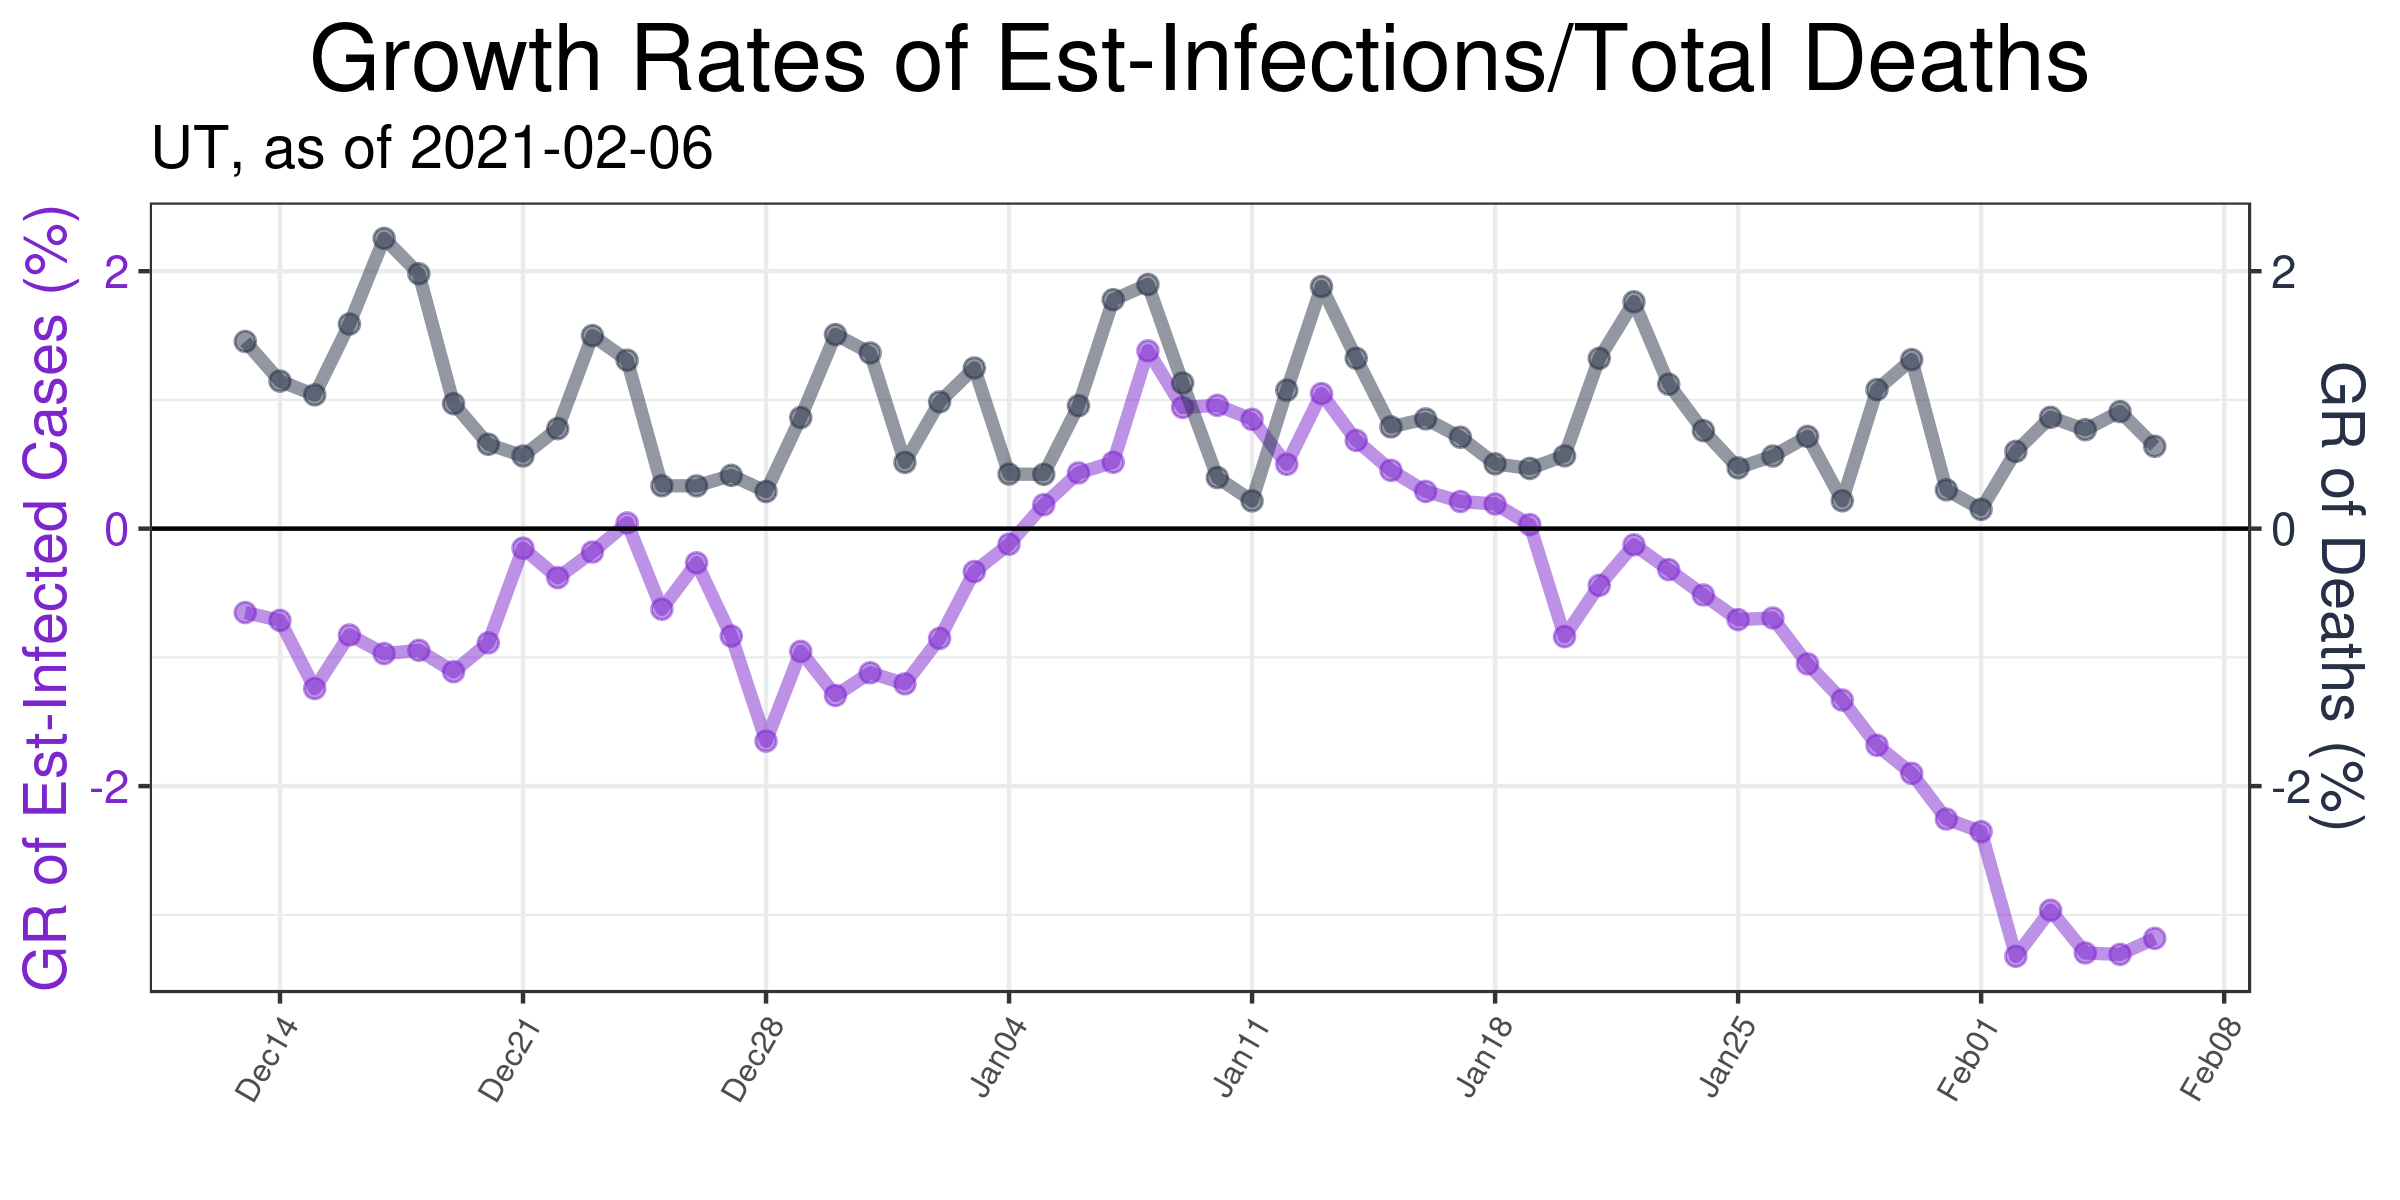 Growth Rates of Est-Infections/Total Deaths
UT, as of 2021-02-06
GR of Est-Infected Cases (%)
2
0
-2
2
0
-2
GR of Deaths (%)
Dec14
Dec21
Dec28
Jan04
Jan11
Jan18
Jan25
Feb01
Feb08